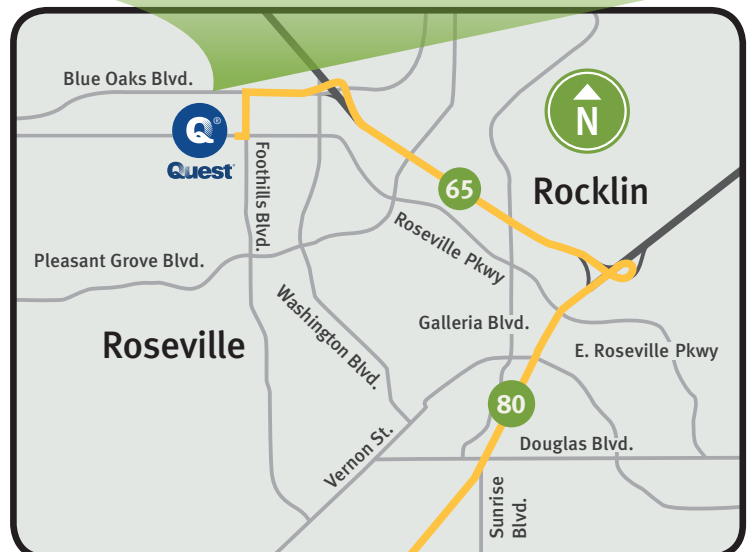 Blue Oaks Blvd.
Q®
Quest
Foothills Blvd.
N
65
Rocklin
Roseville Pkwy
Pleasant Grove Blvd.
Washington Blvd.
Galleria Blvd.
Roseville
E. Roseville Pkwy
80
Vernon St.
Douglas Blvd.
Sunrise
Blvd.